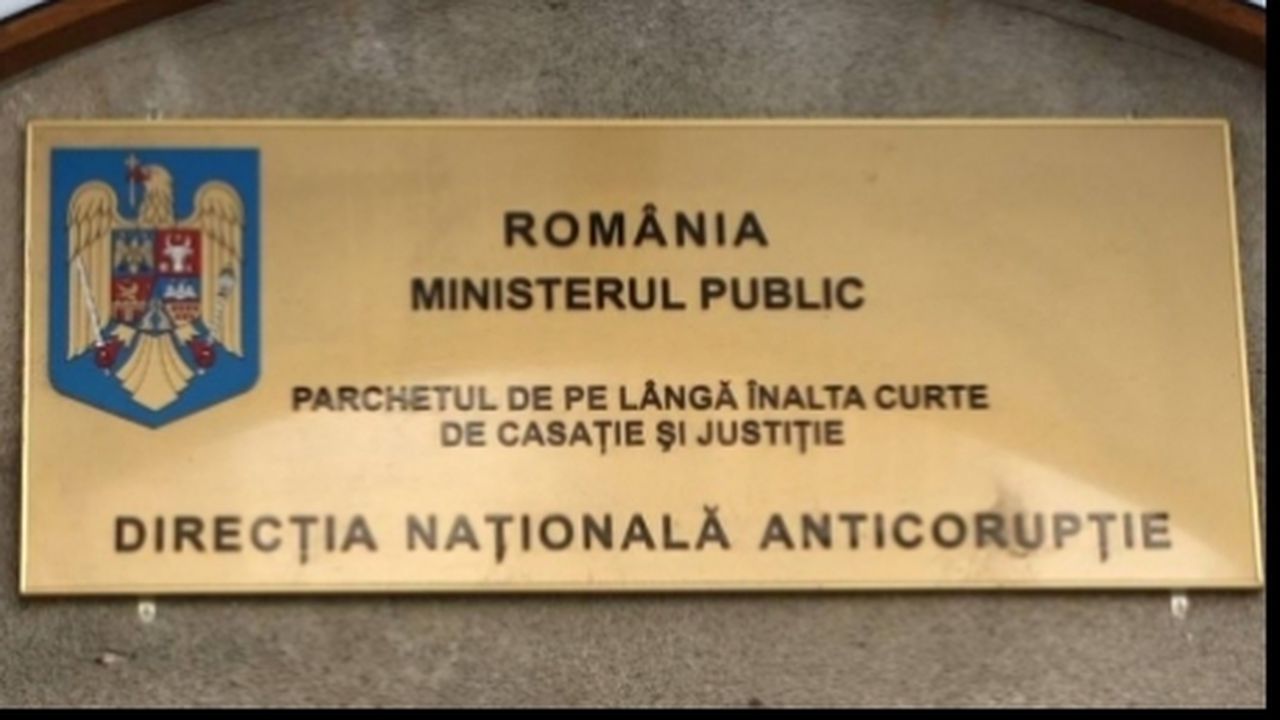 ROMÂNIA
MINISTERUL PUBLIC
PARCHETUL DE PE LÂNGĂ ÎNALTA CURTE
DE CASAŢIE ŞI JUSTIŢIE
DIRECŢIA NAŢIONALĂ ANTICORUPŢIE